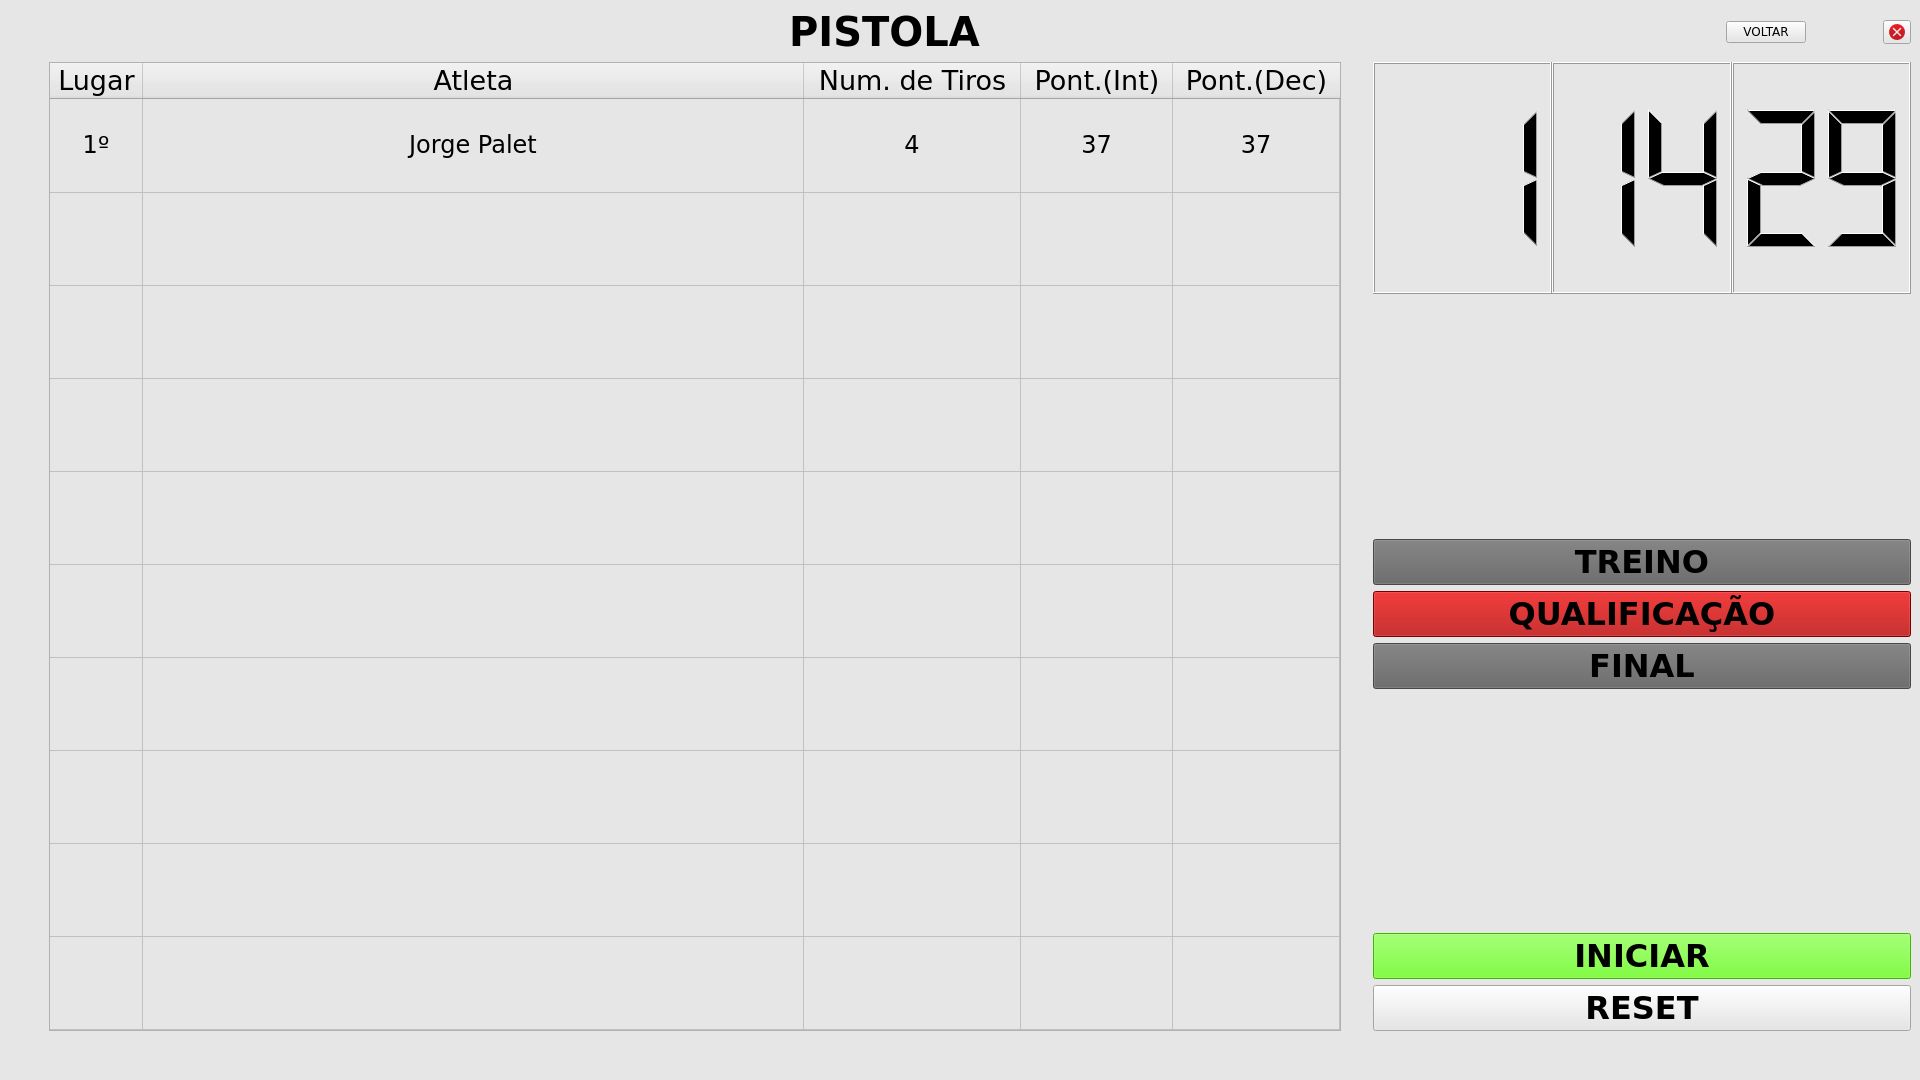 PISTOLA
VOLTAR
Lugar Atleta Num. de Tiros Pont.(Int) Pont.(Dec)
1º Jorge Palet 4 37 37
1 14 29
TREINO
QUALIFICAÇÃO
FINAL
INICIAR
RESET